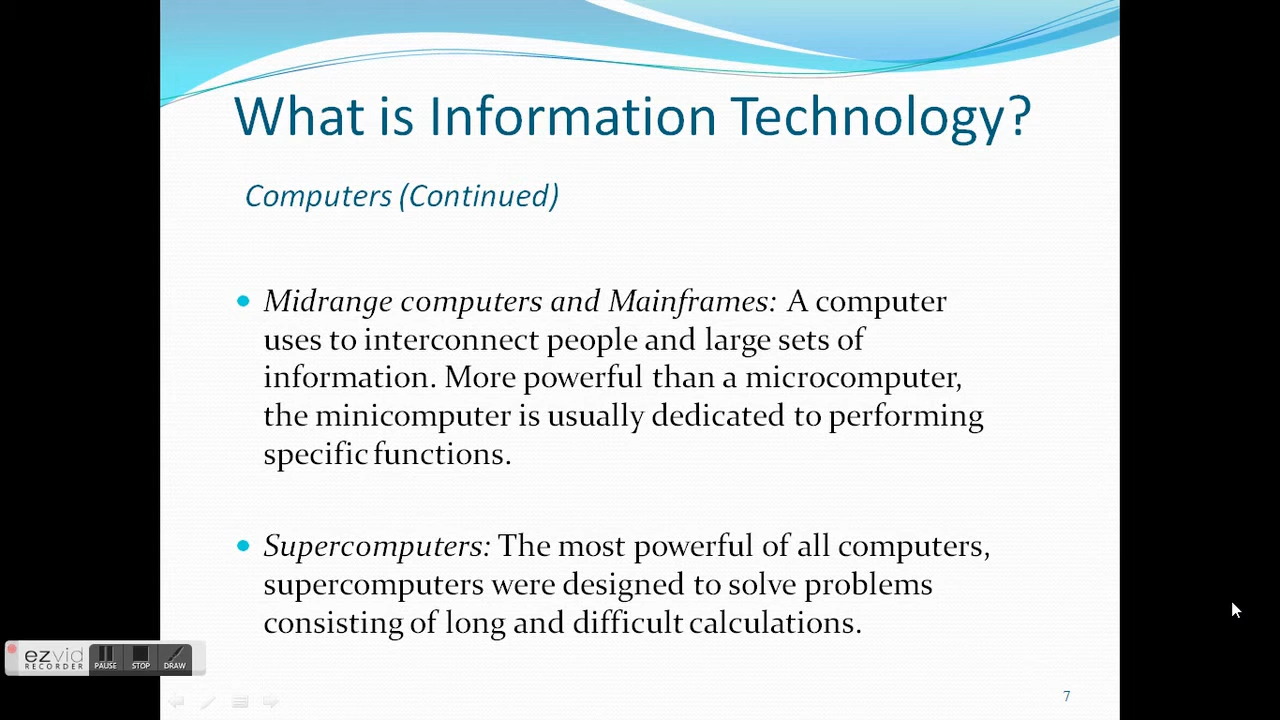 What is Information Technology?
Computers (Continued)
Midrange computers and Mainframes: A computer
uses to interconnect people and large sets of
information. More powerful than a microcomputer,
the minicomputer is usually dedicated to performing
specific functions.
Supercomputers: The most powerful of all computers,
supercomputers were designed to solve problems
consisting of long and difficult calculations.
ezvid
RECORDER
PAUSE STOP DRAW
7